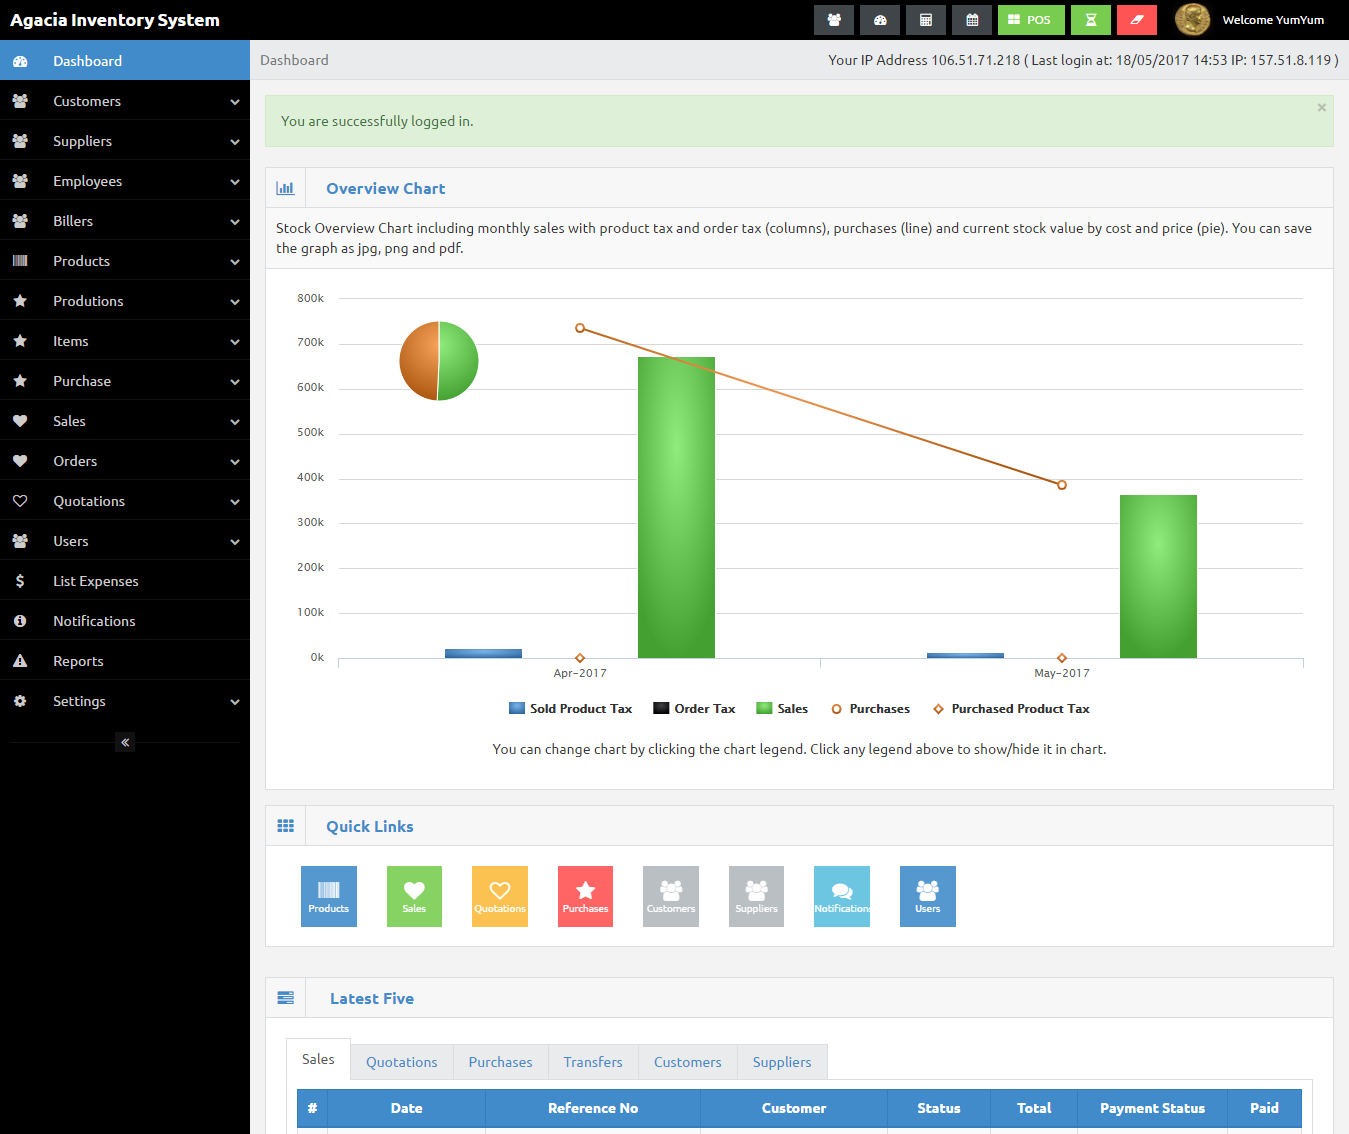 Agacia Inventory System
POS
Welcome YumYum
Dashboard
Customers
Suppliers
Employees
Billers
Products
Produtions
Items
Purchase
Sales
Orders
Quotations
Users
$ List Expenses
Notifications
Reports
Settings
Dashboard
Your IP Address 106.51.71.218 ( Last login at: 18/05/2017 14:53 IP: 157.51.8.119 )
You are successfully logged in.
×
Overview Chart
Stock Overview Chart including monthly sales with product tax and order tax (columns), purchases (line) and current stock value by cost and price (pie). You can save
the graph as jpg, png and pdf.
800k
700k
600k
500k
400k
300k
200k
100k
0k
Apr-2017
May-2017
Sold Product Tax
Order Tax
Sales
Purchases
Purchased Product Tax
You can change chart by clicking the chart legend. Click any legend above to show/hide it in chart.
Quick Links
Products
Sales
Quotations
Purchases
Customers
Suppliers
Notifications
Users
Latest Five
Sales
Quotations
Purchases
Transfers
Customers
Suppliers
# Date Reference No Customer Status Total Payment Status Paid